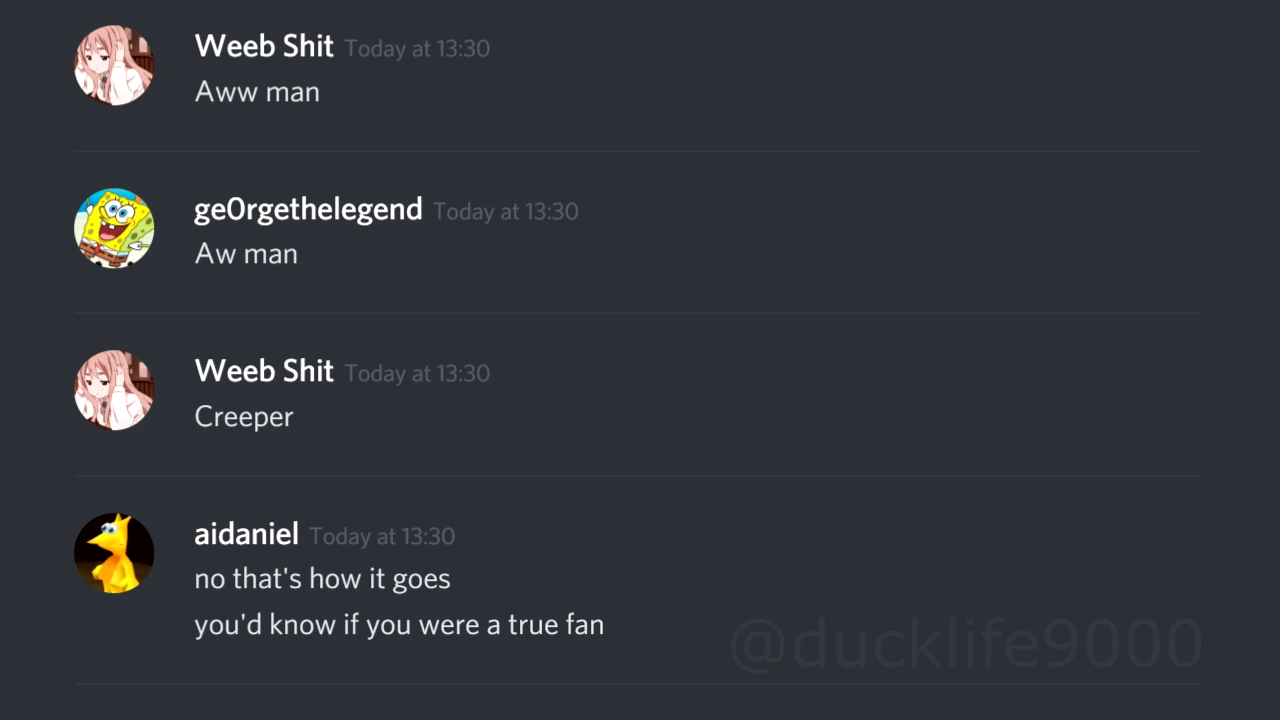 Weeb Shit Today at 13:30
Aww man
ge0rgethelegend Today at 13:30
Aw man
Weeb Shit Today at 13:30
Creeper
aidaniel Today at 13:30
no that's how it goes
you'd know if you were a true fan
@ducklife9000